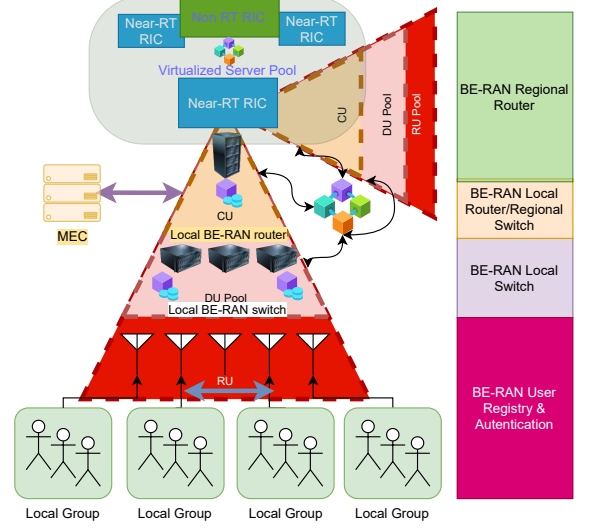 Non RT RIC
Near-RT
RIC
Near-RT
RIC
Virtualized Server Pool
Near-RT RIC
CU
DU Pool
RU Pool
BE-RAN Regional
Router
MEC
CU
Local BE-RAN router
BE-RAN Local
Router/Regional
Switch
DU Pool
Local BE-RAN switch
BE-RAN Local
Switch
RU
BE-RAN User
Registry &
Autentication
Local Group
Local Group
Local Group
Local Group